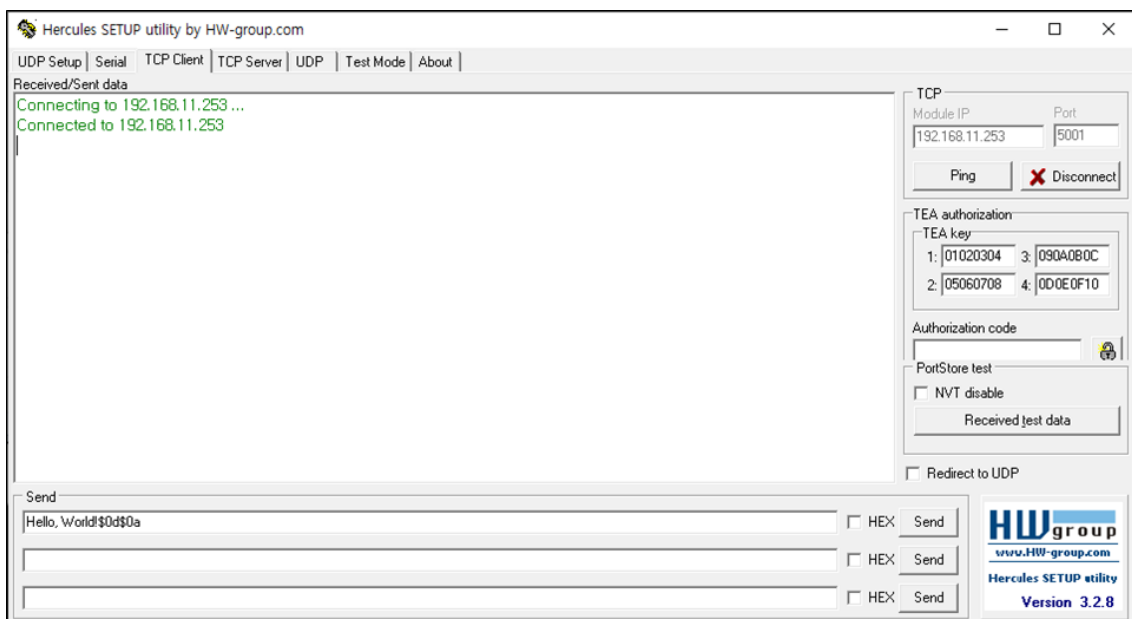 Hercules SETUP utility by HW-group.com
UDP Setup Serial TCP Client TCP Server UDP Test Mode About
Received/Sent data
Connecting to 192.168.11.253 ...
Connected to 192.168.11.253
TCP
Module IP Port
192.168.11.253 5001
Ping Disconnect
TEA authorization
TEA key
1: 01020304 3: 090A0B0C
2: 05060708 4: 0D0E0F10
Authorization code
PortStore test
NVT disable
Received test data
Redirect to UDP
Send
Hello, World!$0d$0a HEX Send
HEX Send
HEX Send
HWgroup
www.HW-group.com
Hercules SETUP utility
Version 3.2.8